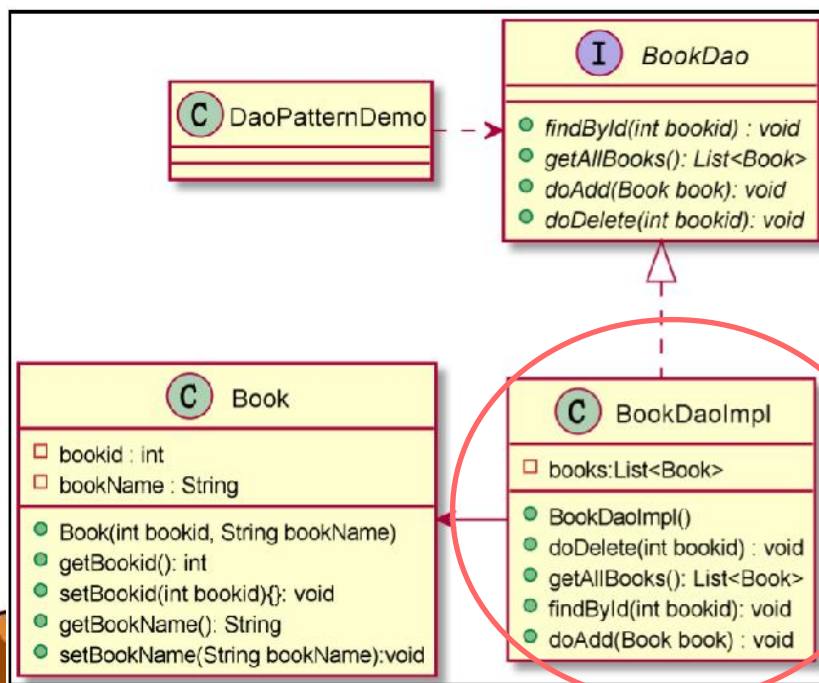 I BookDao
findById(int bookid) : void
getAllBooks(): List<Book>
doAdd(Book book): void
doDelete(int bookid): void
C DaoPatternDemo
C Book
bookid : int
bookName : String
Book(int bookid, String bookName)
getBookid(): int
setBookid(int bookid){}: void
getBookName(): String
setBookName(String bookName):void
C BookDaoImpl
books:List<Book>
BookDaoImpl()
doDelete(int bookid) : void
getAllBooks(): List<Book>
findById(int bookid): void
doAdd(Book book) : void